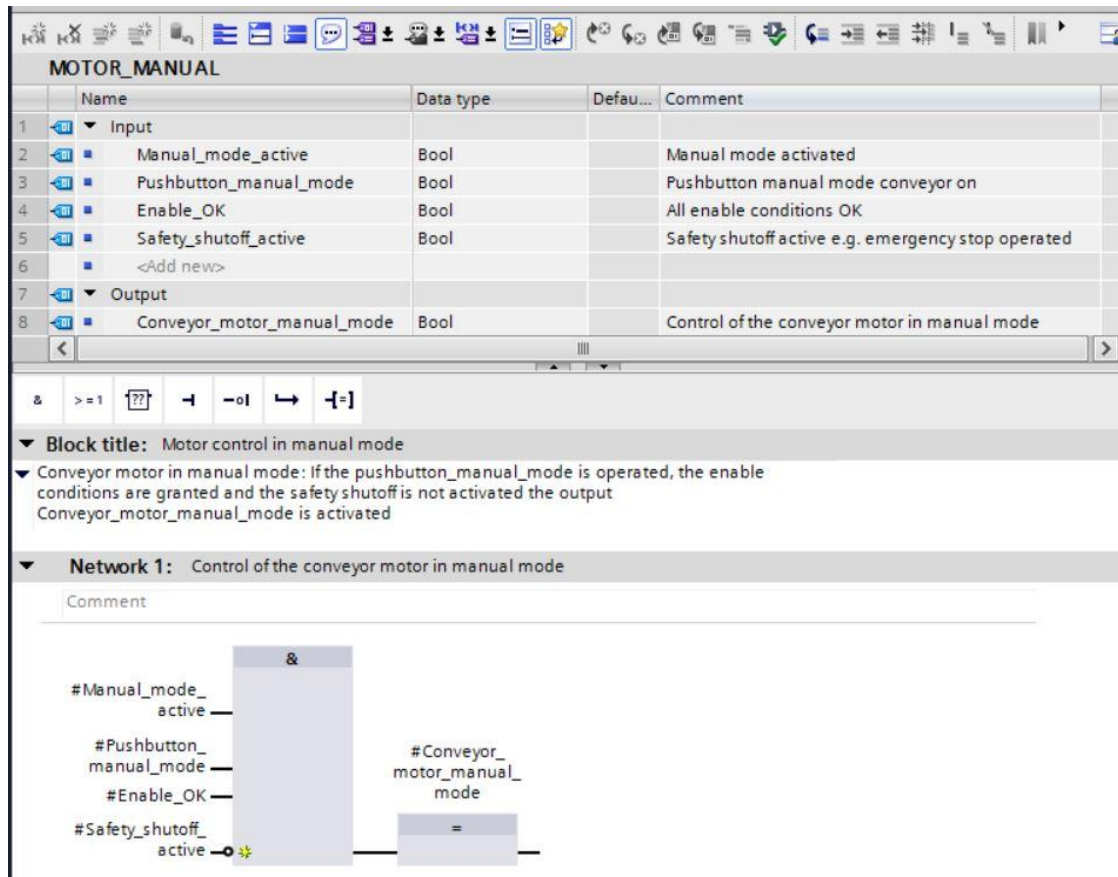 MOTOR_MANUAL
Name Data type Defau... Comment
1 Input
2 Manual_mode_active Bool Manual mode activated
3 Pushbutton_manual_mode Bool Pushbutton manual mode conveyor on
4 Enable_OK Bool All enable conditions OK
5 Safety_shutoff_active Bool Safety shutoff active e.g. emergency stop operated
6 <Add new>
7 Output
8 Conveyor_motor_manual_mode Bool Control of the conveyor motor in manual mode
& >=1 ?? -| -o| -[=]
Block title: Motor control in manual mode
Conveyor motor in manual mode: If the pushbutton_manual_mode is operated, the enable
conditions are granted and the safety shutoff is not activated the output
Conveyor_motor_manual_mode is activated
Network 1: Control of the conveyor motor in manual mode
Comment
&
#Manual_mode_
active
#Pushbutton_
manual_mode
#Enable_OK
#Safety_shutoff_
active
#Conveyor_
motor_manual_
mode
=